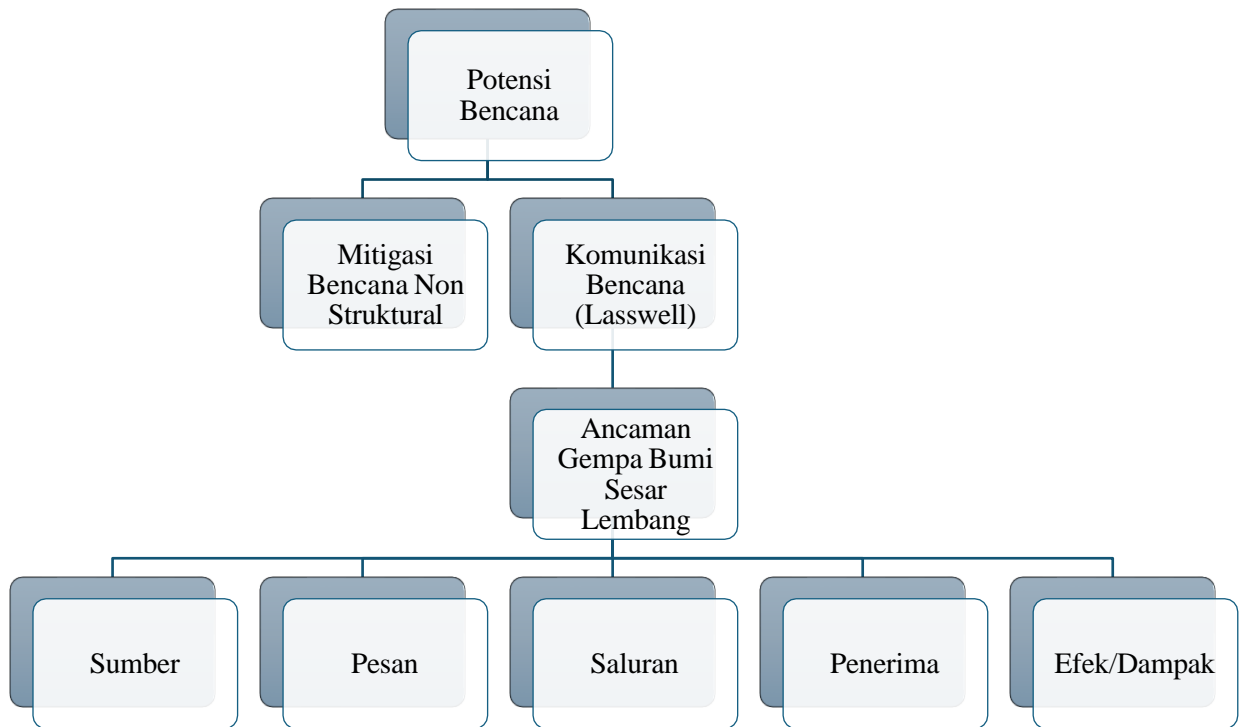 Potensi
Bencana
Mitigasi
Bencana Non
Struktural
Komunikasi
Bencana
(Lasswell)
Ancaman
Gempa Bumi
Sesar
Lembang
Sumber
Pesan
Saluran
Penerima
Efek/Dampak